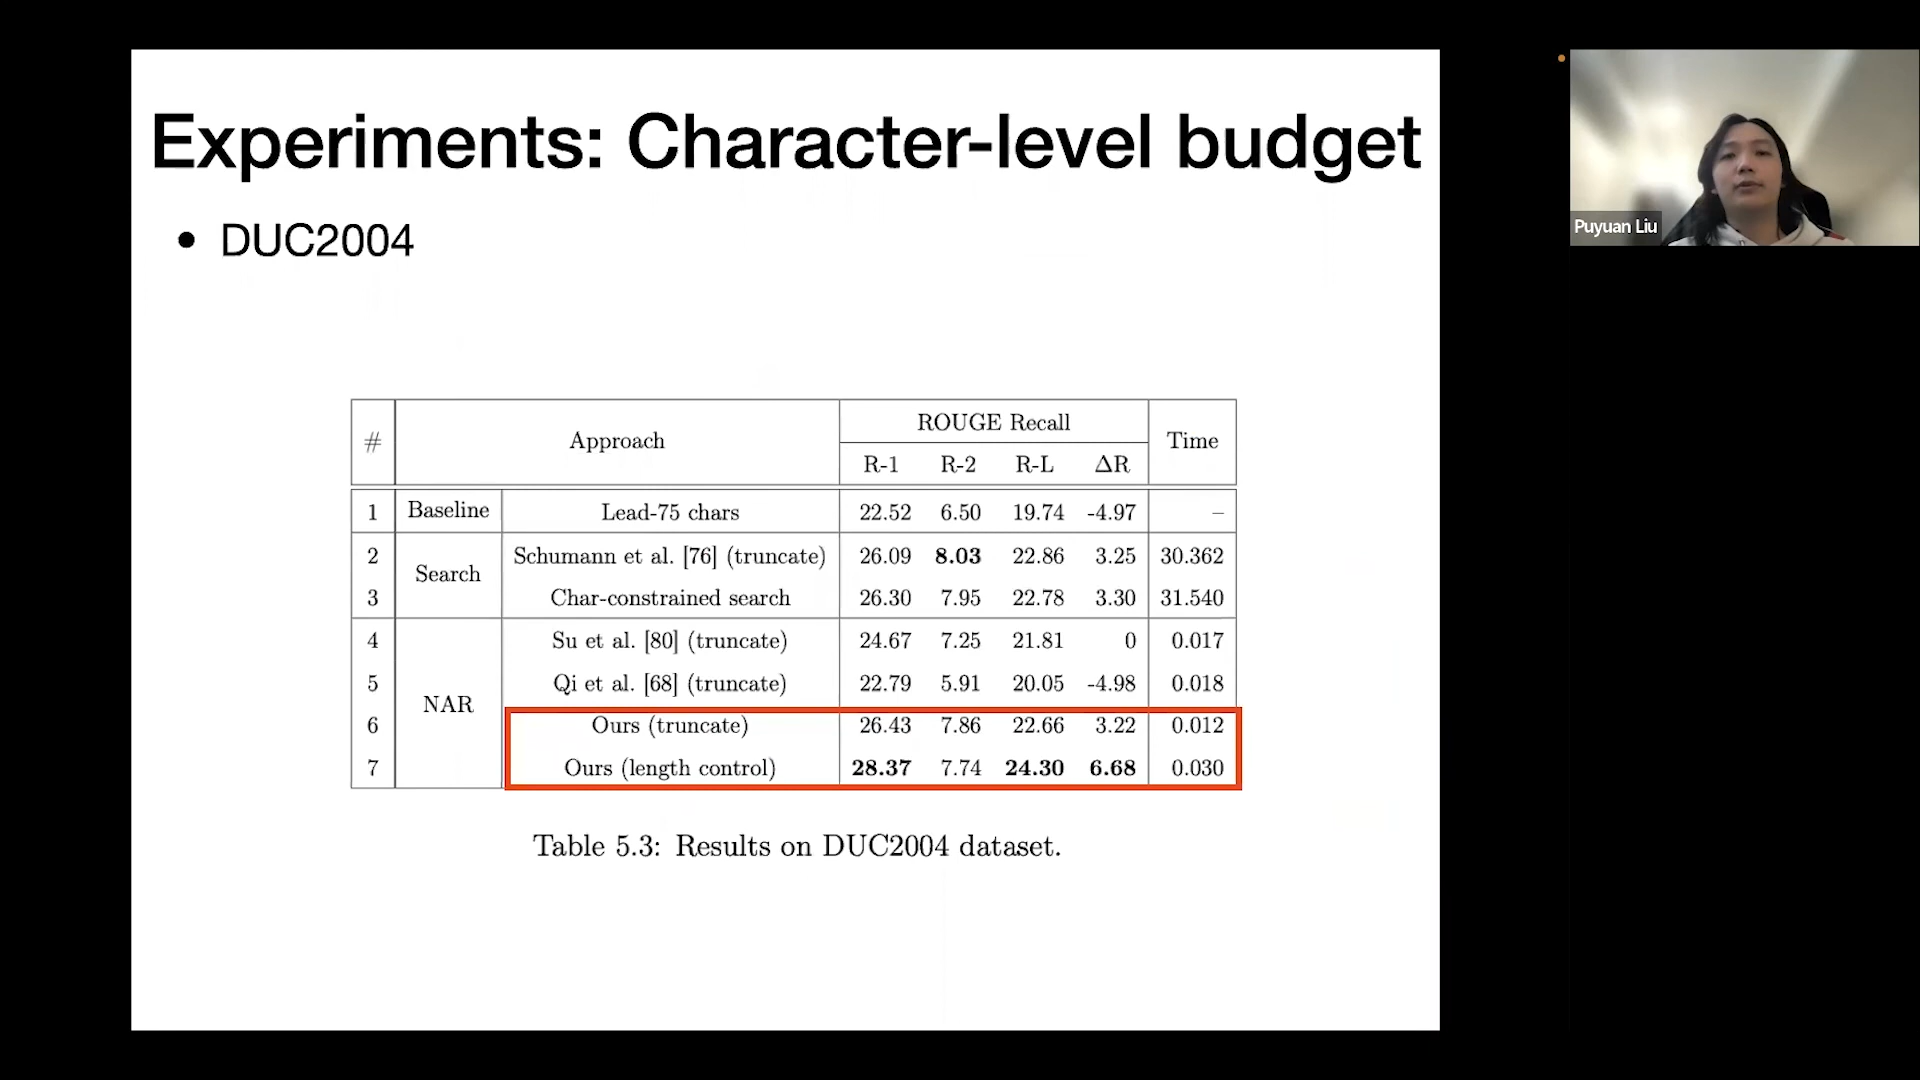 Experiments: Character-level budget
• DUC2004
# Approach ROUGE Recall Time
R-1 R-2 R-L ΔR
1 Baseline Lead-75 chars 22.52 6.50 19.74 -4.97 –
2 Search Schumann et al. [76] (truncate) 26.09 8.03 22.86 3.25 30.362
3 Char-constrained search 26.30 7.95 22.78 3.30 31.540
4 NAR Su et al. [80] (truncate) 24.67 7.25 21.81 0 0.017
5 Qi et al. [68] (truncate) 22.79 5.91 20.05 -4.98 0.018
6 Ours (truncate) 26.43 7.86 22.66 3.22 0.012
7 Ours (length control) 28.37 7.74 24.30 6.68 0.030
Table 5.3: Results on DUC2004 dataset.
Puyuan Liu